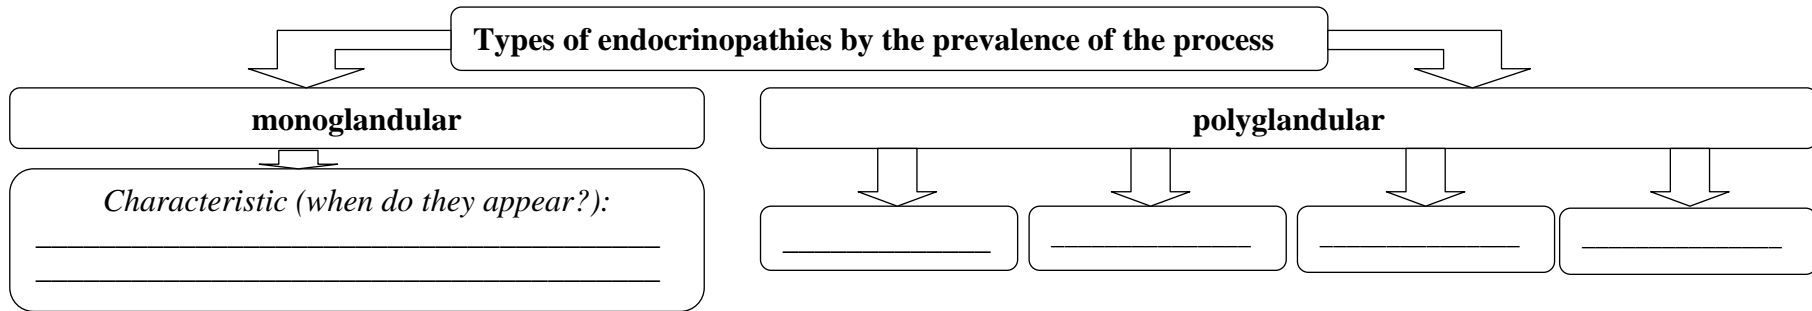 Types of endocrinopathies by the prevalence of the process
monoglandular
polyglandular
Characteristic (when do they appear?):